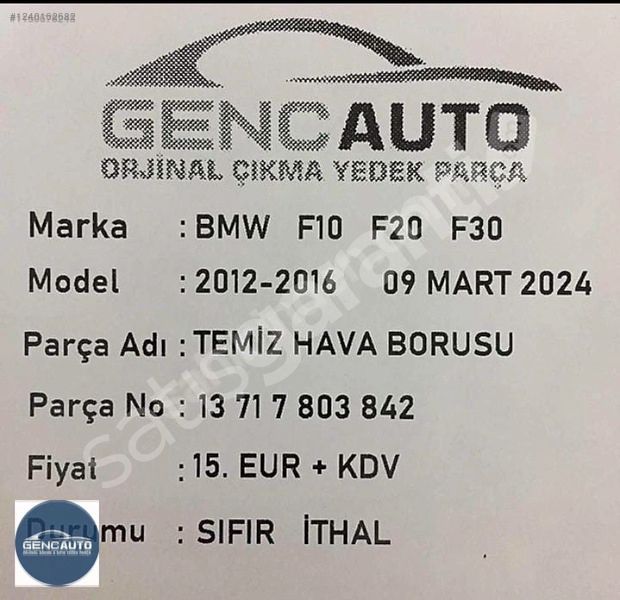 GENCAUTO
ORJİNAL ÇIKMA YEDEK PARÇA
Marka : BMW F10 F20 F30
Model : 2012-2016 09 MART 2024
Parça Adı : TEMİZ HAVA BORUSU
Parça No : 13 71 7 803 842
Fiyat : 15. EUR + KDV
Durumu : SIFIR İTHAL
GENCAUTO
satisgaranti